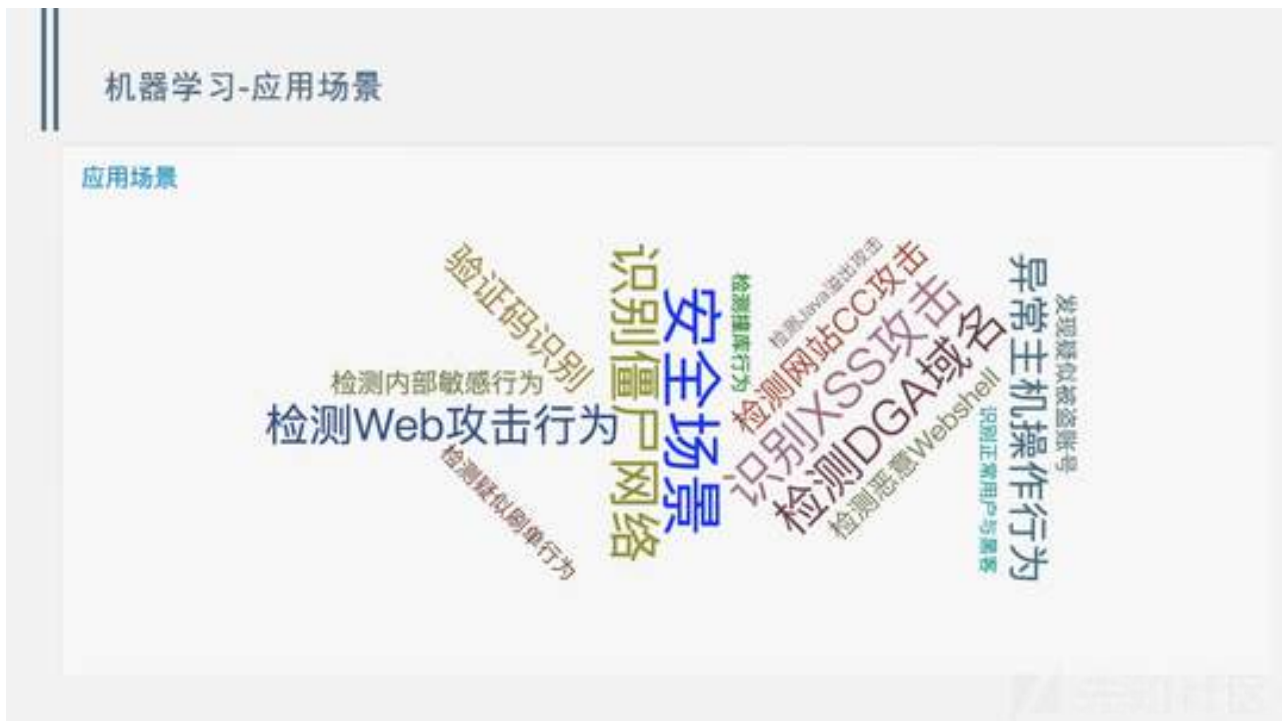 机器学习-应用场景
应用场景
验证码识别
检测内部敏感行为
检测Web攻击行为
检测疑似刷单行为
识别僵尸网络
安全场景
检测撞库行为
检测Java溢出攻击
检测网站CC攻击
识别XSS攻击
检测DGA域名
检测恶意Webshell
识别正常用户与黑客
异常主机操作行为
发现疑似被盗账号
先知社区